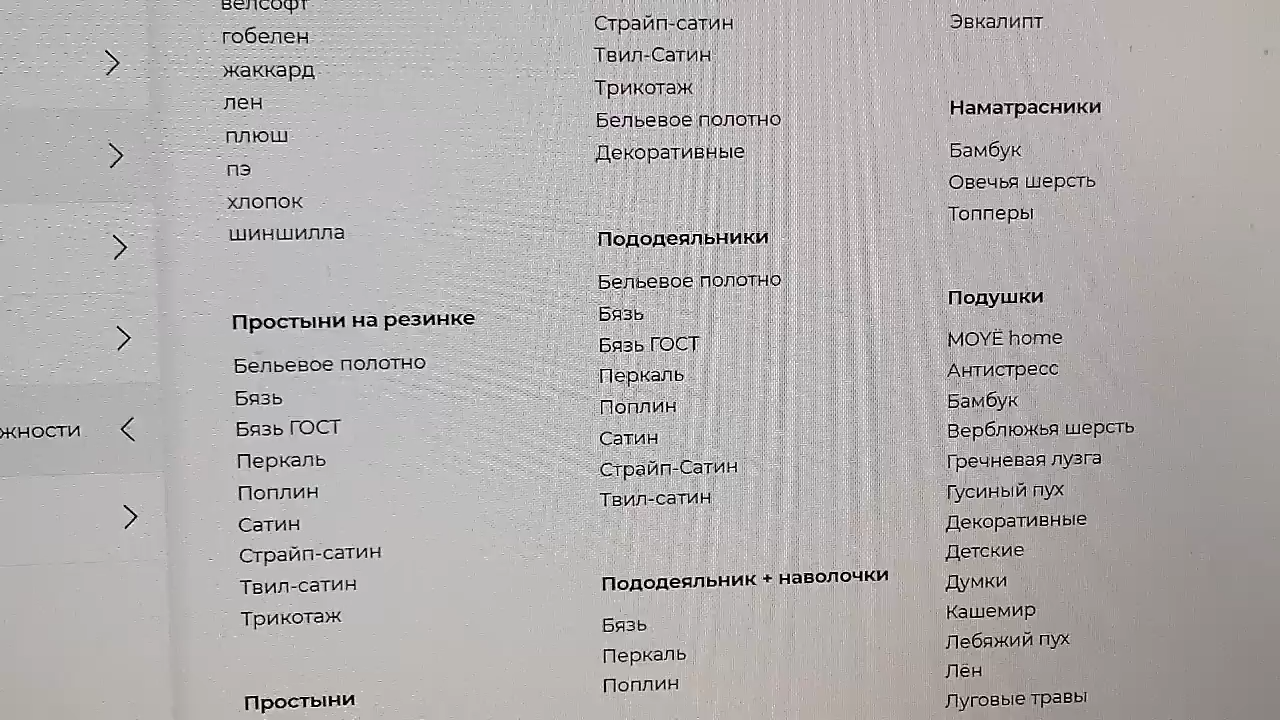 велсофт
гобелен
жаккард
лен
плюш
пэ
хлопок
шиншилла
Простыни на резинке
Бельевое полотно
Бязь
Бязь ГОСТ
Перкаль
Поплин
Сатин
Страйп-сатин
Твил-сатин
Трикотаж
Простыни
жности
Страйп-сатин
Твил-Сатин
Трикотаж
Бельевое полотно
Декоративные
Пододеяльники
Бельевое полотно
Бязь
Бязь ГОСТ
Перкаль
Поплин
Сатин
Страйп-Сатин
Твил-сатин
Пододеяльник + наволочки
Бязь
Перкаль
Поплин
Эвкалипт
Наматрасники
Бамбук
Овечья шерсть
Топперы
Подушки
MOYЁ home
Антистресс
Бамбук
Верблюжья шерсть
Гречневая лузга
Гусиный пух
Декоративные
Детские
Думки
Кашемир
Лебяжий пух
Лён
Луговые травы